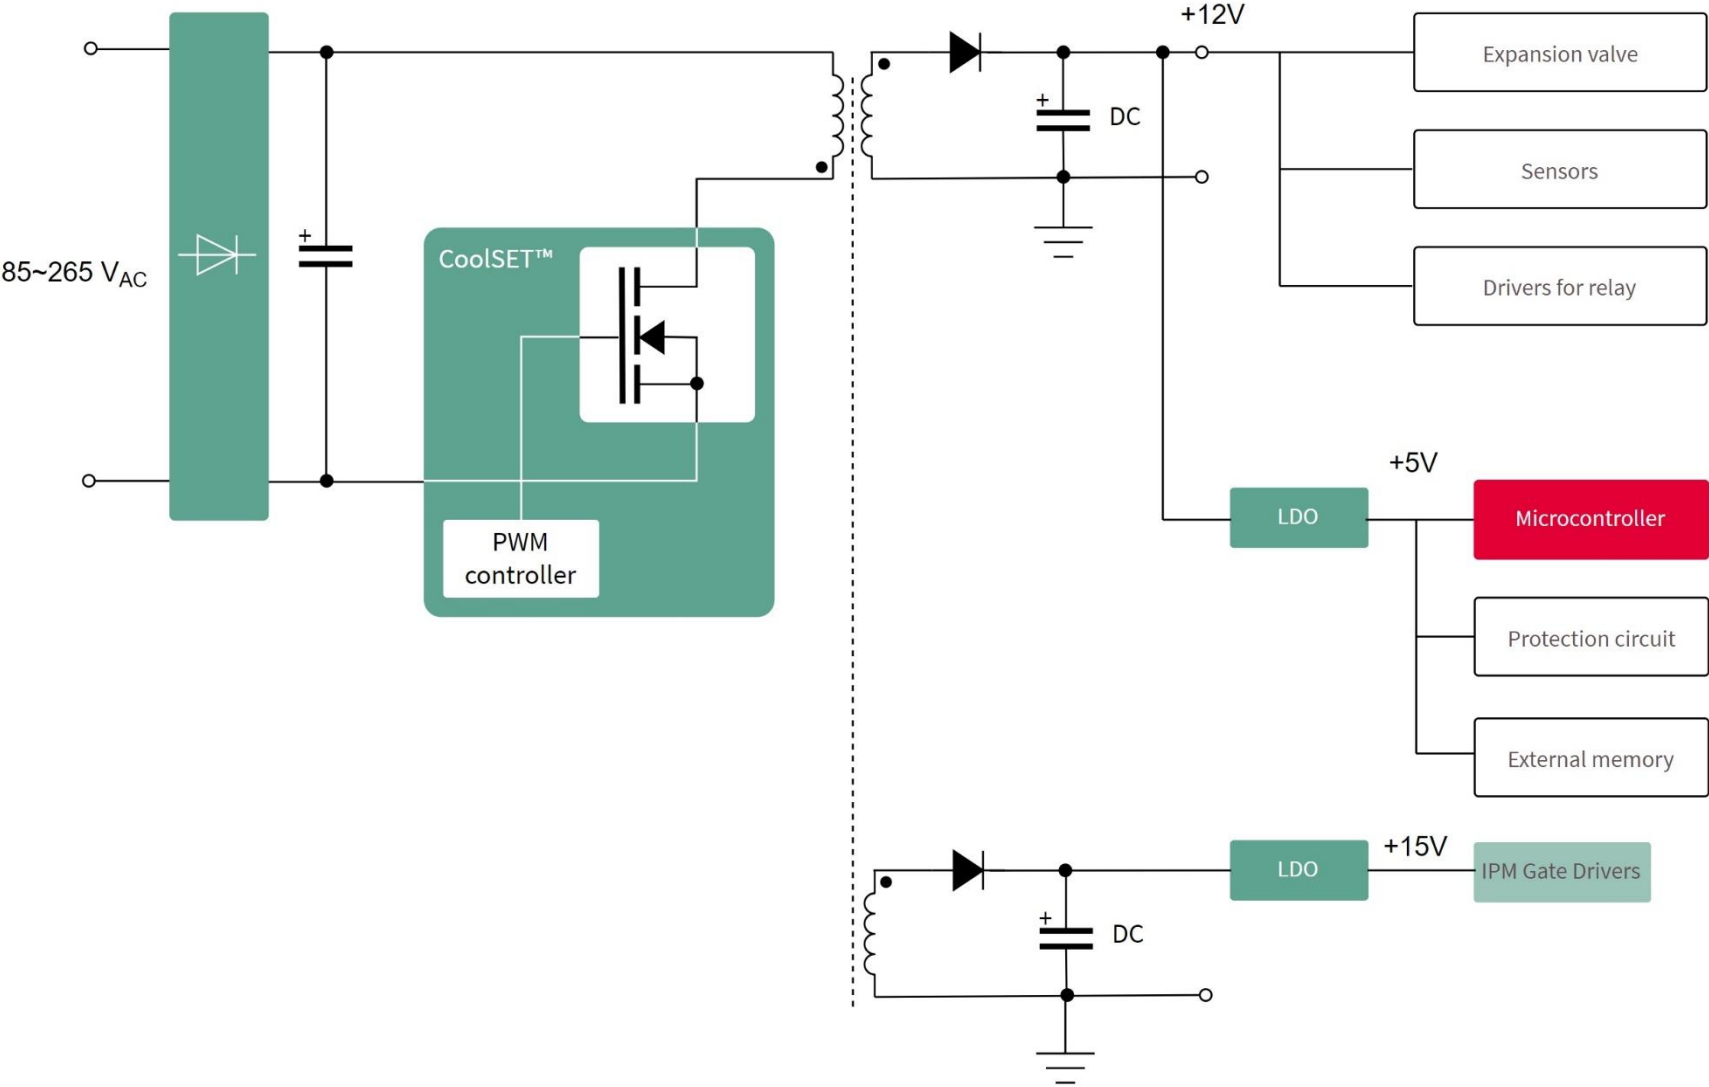 +12V
Expansion valve
+
DC
Sensors
85~265 VAC
+
CoolSET™
Drivers for relay
+5V
LDO
Microcontroller
PWM
controller
Protection circuit
External memory
+15V
LDO
IPM Gate Drivers
+
DC